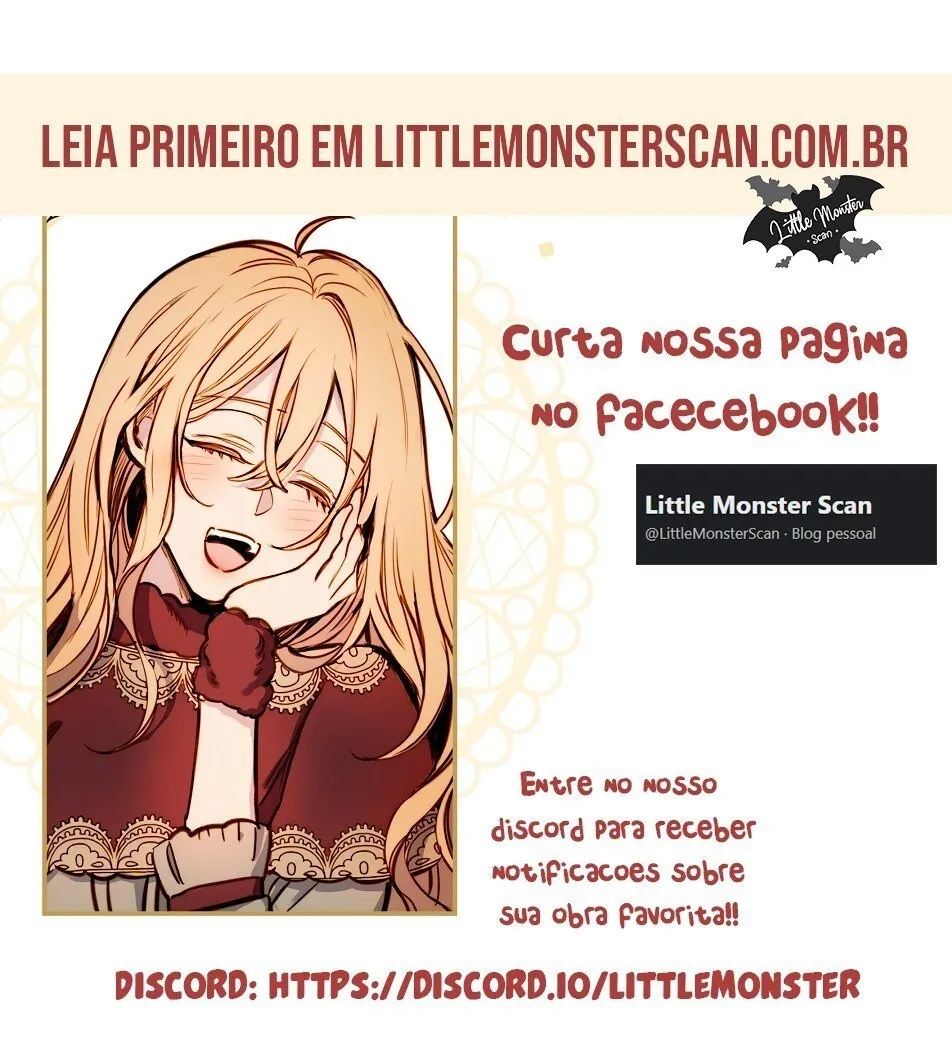 LEIA PRIMEIRO EM LITTLEMONSTERSCAN.COM.BR
Little Monster
• Scan •
Curta nossa pagina
no facecebook!!
Little Monster Scan
@LittleMonsterScan · Blog pessoal
Entre no nosso
discord para receber
notificacoes sobre
sua obra favorita!!
DISCORD: HTTPS://DISCORD.IO/LITTLEMONSTER